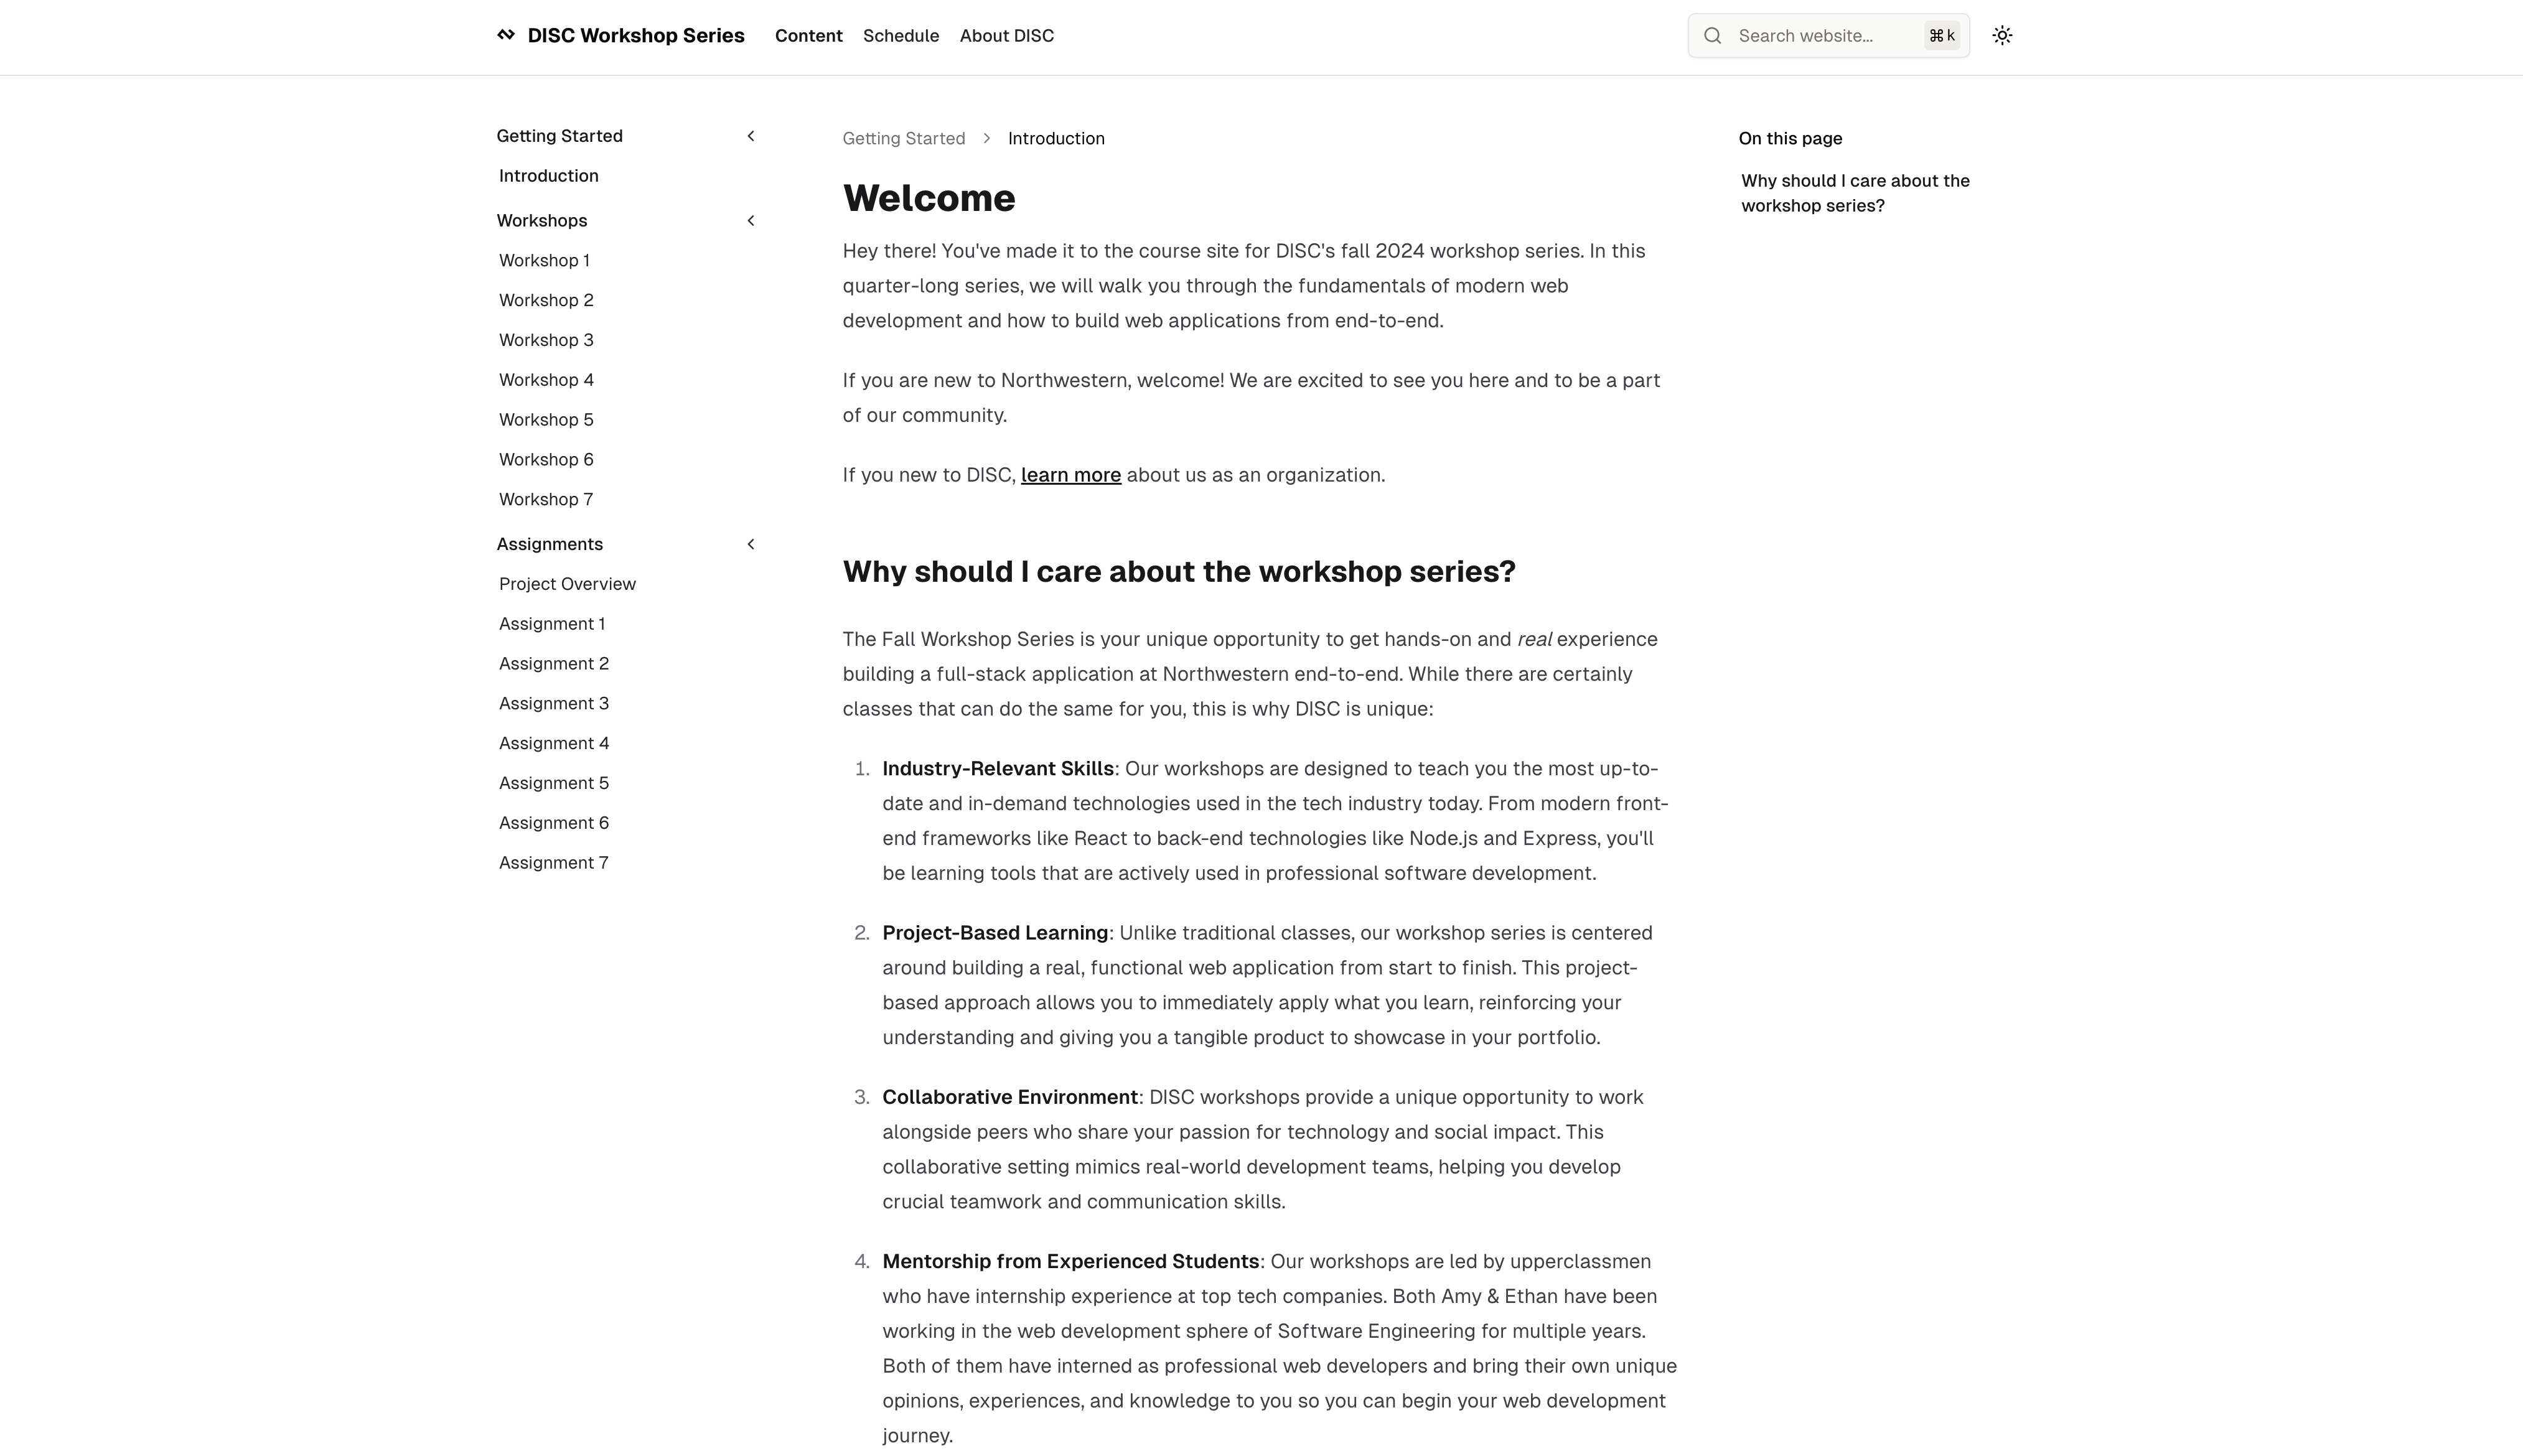 DISC Workshop Series
Content
Schedule
About DISC
Search website...
⌘ k
Getting Started
Introduction
Workshops
Workshop 1
Workshop 2
Workshop 3
Workshop 4
Workshop 5
Workshop 6
Workshop 7
Assignments
Project Overview
Assignment 1
Assignment 2
Assignment 3
Assignment 4
Assignment 5
Assignment 6
Assignment 7
Getting Started > Introduction
Welcome
Hey there! You've made it to the course site for DISC's fall 2024 workshop series. In this
quarter-long series, we will walk you through the fundamentals of modern web
development and how to build web applications from end-to-end.
If you are new to Northwestern, welcome! We are excited to see you here and to be a part
of our community.
If you new to DISC, learn more about us as an organization.
Why should I care about the workshop series?
The Fall Workshop Series is your unique opportunity to get hands-on and real experience
building a full-stack application at Northwestern end-to-end. While there are certainly
classes that can do the same for you, this is why DISC is unique:
1. Industry-Relevant Skills: Our workshops are designed to teach you the most up-to-
date and in-demand technologies used in the tech industry today. From modern front-
end frameworks like React to back-end technologies like Node.js and Express, you'll
be learning tools that are actively used in professional software development.
2. Project-Based Learning: Unlike traditional classes, our workshop series is centered
around building a real, functional web application from start to finish. This project-
based approach allows you to immediately apply what you learn, reinforcing your
understanding and giving you a tangible product to showcase in your portfolio.
3. Collaborative Environment: DISC workshops provide a unique opportunity to work
alongside peers who share your passion for technology and social impact. This
collaborative setting mimics real-world development teams, helping you develop
crucial teamwork and communication skills.
4. Mentorship from Experienced Students: Our workshops are led by upperclassmen
who have internship experience at top tech companies. Both Amy & Ethan have been
working in the web development sphere of Software Engineering for multiple years.
Both of them have interned as professional web developers and bring their own unique
opinions, experiences, and knowledge to you so you can begin your web development
journey.
On this page
Why should I care about the
workshop series?